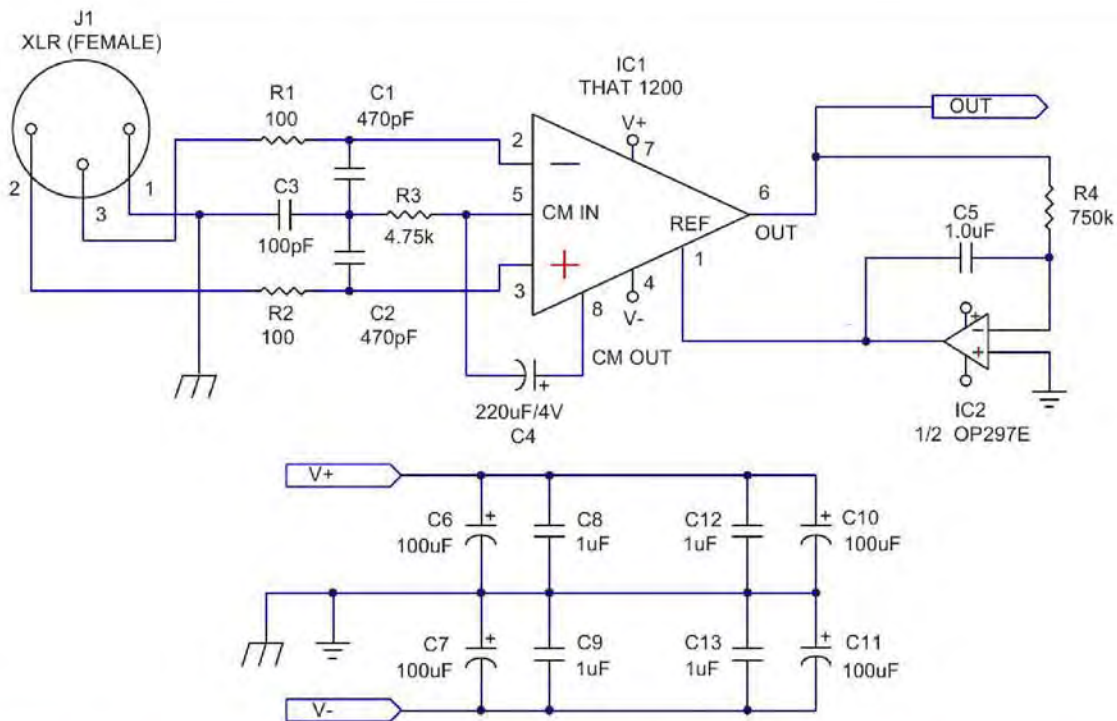 J1
XLR (FEMALE)
2
3
1
R1
100
C1
470pF
C3
100pF
R3
4.75k
R2
100
C2
470pF
IC1
THAT 1200
V+
7
2
5
CM IN
3
+
−
REF
1
6
OUT
4
V-
8
CM OUT
+
220uF/4V
C4
OUT
R4
750k
C5
1.0uF
+
−
+
IC2
1/2 OP297E
V+
C6
100uF
+
C8
1uF
C12
1uF
+
C10
100uF
C7
100uF
+
C9
1uF
C13
1uF
+
C11
100uF
V-